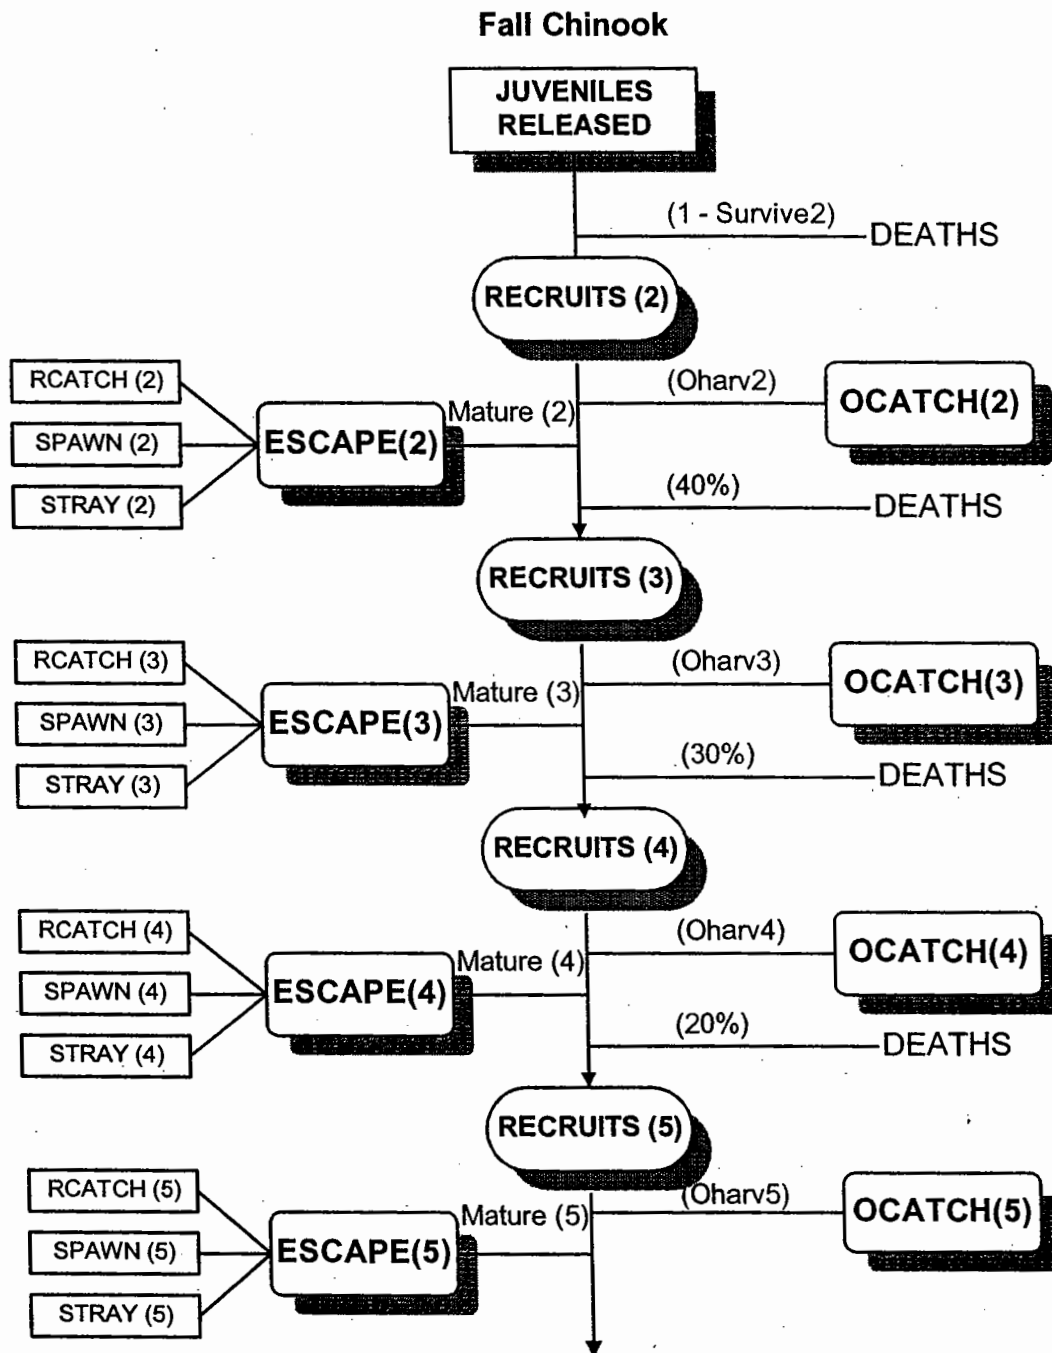 Fall Chinook
JUVENILES
RELEASED
(1 - Survive2)
DEATHS
RECRUITS (2)
RCATCH (2)
SPAWN (2)
STRAY (2)
ESCAPE(2)
Mature (2)
(Oharv2)
OCATCH(2)
(40%)
DEATHS
RECRUITS (3)
RCATCH (3)
SPAWN (3)
STRAY (3)
ESCAPE(3)
Mature (3)
(Oharv3)
OCATCH(3)
(30%)
DEATHS
RECRUITS (4)
RCATCH (4)
SPAWN (4)
STRAY (4)
ESCAPE(4)
Mature (4)
(Oharv4)
OCATCH(4)
(20%)
DEATHS
RECRUITS (5)
RCATCH (5)
SPAWN (5)
STRAY (5)
ESCAPE(5)
Mature (5)
(Oharv5)
OCATCH(5)